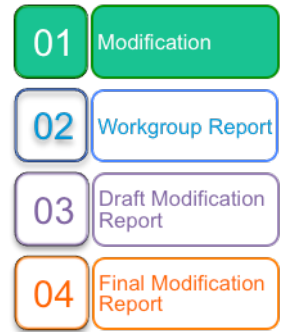 01 Modification
02 Workgroup Report
03 Draft Modification
Report
04 Final Modification
Report